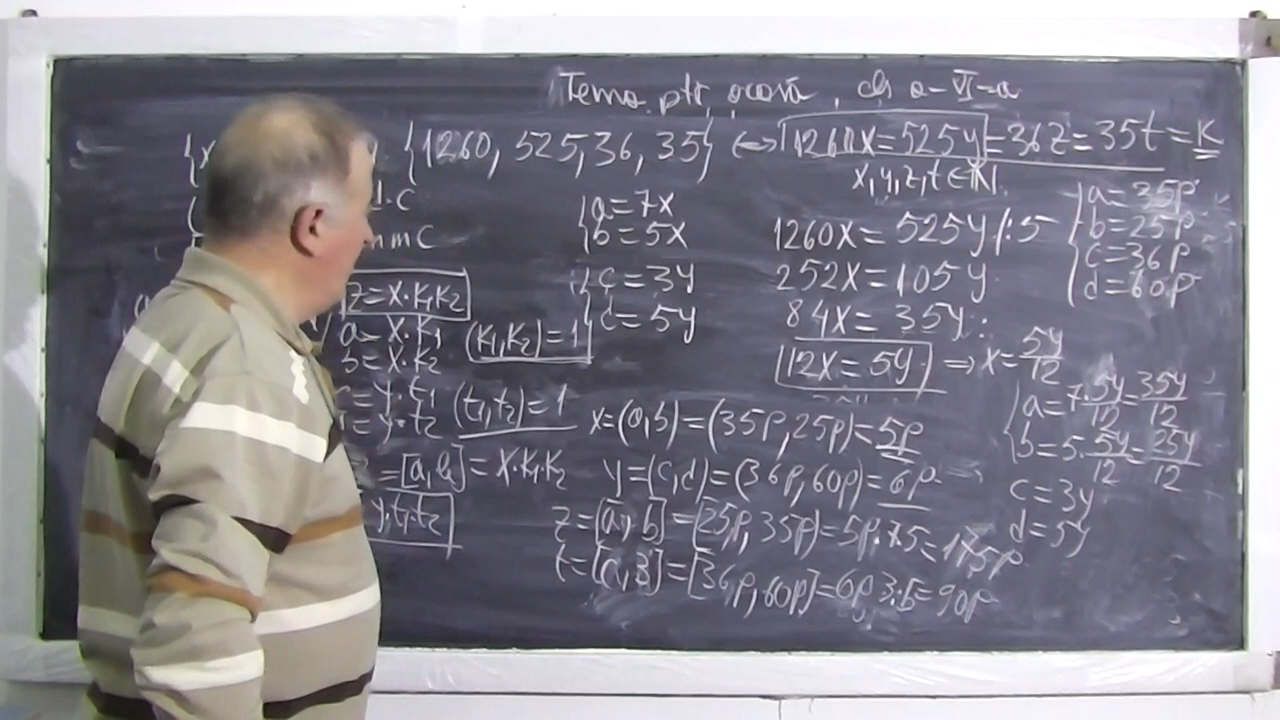 Tema ptr acasă, cls a-VI-a
{x {1260, 525, 36, 35} ↔ 1260x=525y=36z=35t=K
x,y,z,t∈ℕ
mmc
{a=7x
b=5x
{c=3y
d=5y
1260x=525y/:5
252x=105y
84x=35y:
12x=5y ⇒ x=5y/12
{a=35p
b=25p
c=36p
d=60p
z=x·k₁k₂
a=x·k₁
b=x·k₂
(k₁,k₂)=1
=y·t₁
=y·t₂
(t₁,t₂)=1
=[a,b]=x·k₁·k₂
y·t₁·t₂
{a=7·5y/12=35y/12
b=5·5y/12=25y/12
c=3y
d=5y
x=(a,b)=(35p,25p)=5p
y=(c,d)=(36p,60p)=6p
z=[a,b]=[25p,35p]=5p·7·5=175p
=[36p,60p]=6p·3·5=90p